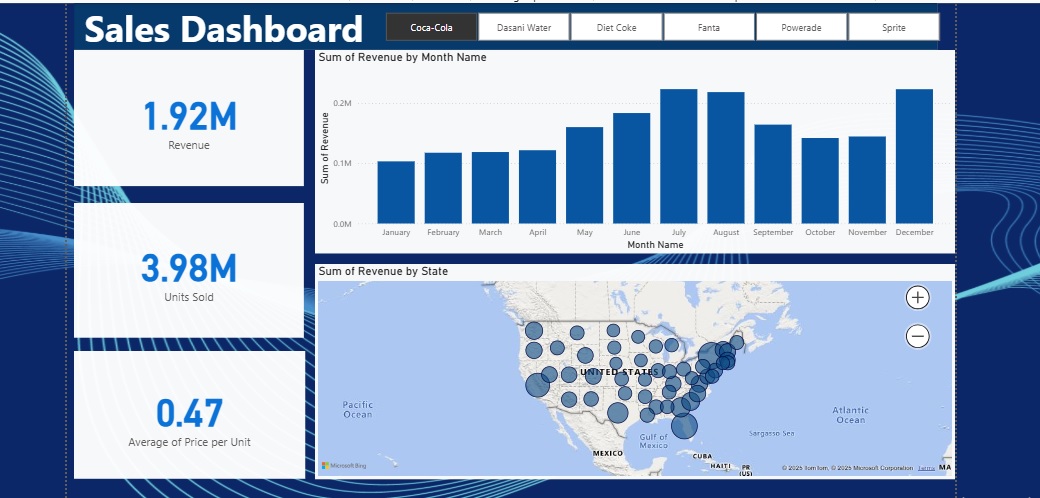 Sales Dashboard
Coca-Cola
Dasani Water
Diet Coke
Fanta
Powerade
Sprite
1.92M
Revenue
3.98M
Units Sold
0.47
Average of Price per Unit
Sum of Revenue by Month Name
Sum of Revenue
0.2M
0.1M
0.0M
January February March April May June July August September October November December
Month Name
Sum of Revenue by State
UNITED STATES
Pacific
Ocean
Atlantic
Ocean
Sargasso Sea
Gulf of
Mexico
MEXICO
CUBA
HAITI
PR
(US)
MA
Microsoft Bing
© 2025 TomTom, © 2025 Microsoft Corporation Terms